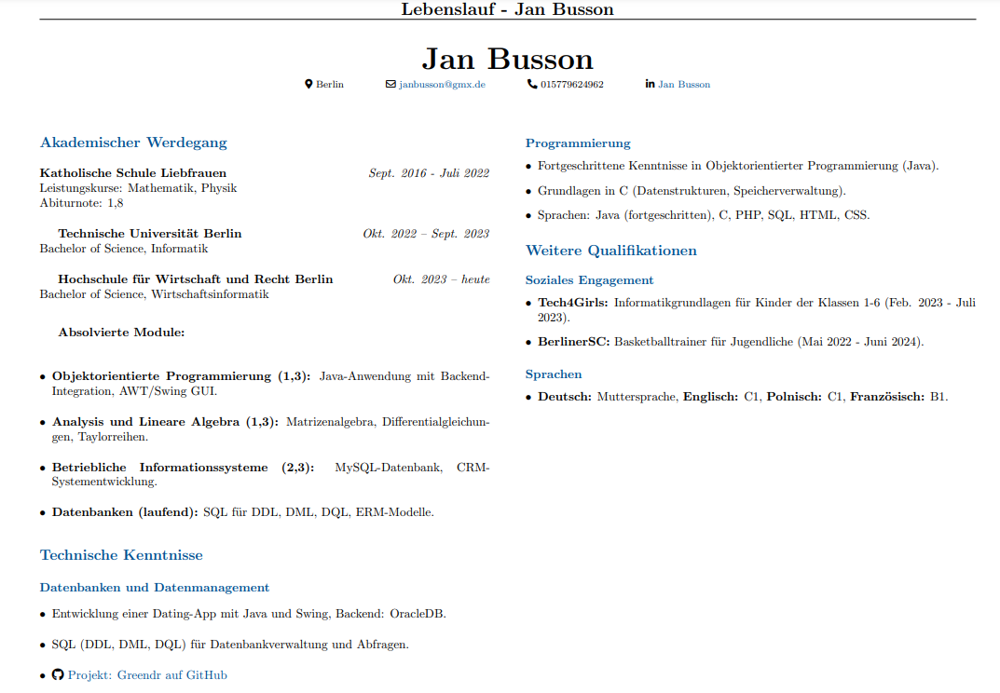 Lebenslauf - Jan Busson
Jan Busson
Berlin janbusson@gmx.de 015779624962 Jan Busson
Akademischer Werdegang
Katholische Schule Liebfrauen Sept. 2016 - Juli 2022
Leistungskurse: Mathematik, Physik
Abiturnote: 1,8
Technische Universität Berlin Okt. 2022 – Sept. 2023
Bachelor of Science, Informatik
Hochschule für Wirtschaft und Recht Berlin Okt. 2023 – heute
Bachelor of Science, Wirtschaftsinformatik
Absolvierte Module:
• Objektorientierte Programmierung (1,3): Java-Anwendung mit Backend-
Integration, AWT/Swing GUI.
• Analysis und Lineare Algebra (1,3): Matrizenalgebra, Differentialgleichun-
gen, Taylorreihen.
• Betriebliche Informationssysteme (2,3): MySQL-Datenbank, CRM-
Systementwicklung.
• Datenbanken (laufend): SQL für DDL, DML, DQL, ERM-Modelle.
Technische Kenntnisse
Datenbanken und Datenmanagement
• Entwicklung einer Dating-App mit Java und Swing, Backend: OracleDB.
• SQL (DDL, DML, DQL) für Datenbankverwaltung und Abfragen.
• Projekt: Greendr auf GitHub
Programmierung
• Fortgeschrittene Kenntnisse in Objektorientierter Programmierung (Java).
• Grundlagen in C (Datenstrukturen, Speicherverwaltung).
• Sprachen: Java (fortgeschritten), C, PHP, SQL, HTML, CSS.
Weitere Qualifikationen
Soziales Engagement
• Tech4Girls: Informatikgrundlagen für Kinder der Klassen 1-6 (Feb. 2023 - Juli
2023).
• BerlinerSC: Basketballtrainer für Jugendliche (Mai 2022 - Juni 2024).
Sprachen
• Deutsch: Muttersprache, Englisch: C1, Polnisch: C1, Französisch: B1.